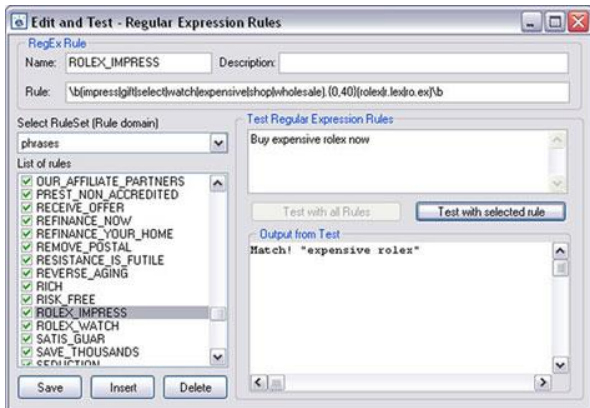 Edit and Test - Regular Expression Rules
RegEx Rule
Name: ROLEX_IMPRESS Description:
Rule: \b(impress|gift|select|watch|expensive|shop|wholesale).{0,40}(rolex|r.lex|ro.ex)\b
Select RuleSet (Rule domain)
phrases
List of rules
OUR_AFFILIATE_PARTNERS
PREST_NON_ACCREDITED
RECEIVE_OFFER
REFINANCE_NOW
REFINANCE_YOUR_HOME
REMOVE_POSTAL
RESISTANCE_IS_FUTILE
REVERSE_AGING
RICH
RISK_FREE
ROLEX_IMPRESS
ROLEX_WATCH
SATIS_GUAR
SAVE_THOUSANDS
SEDUCTION
Save Insert Delete
Test Regular Expression Rules
Buy expensive rolex now
Test with all Rules Test with selected rule
Output from Test
Match! "expensive rolex"